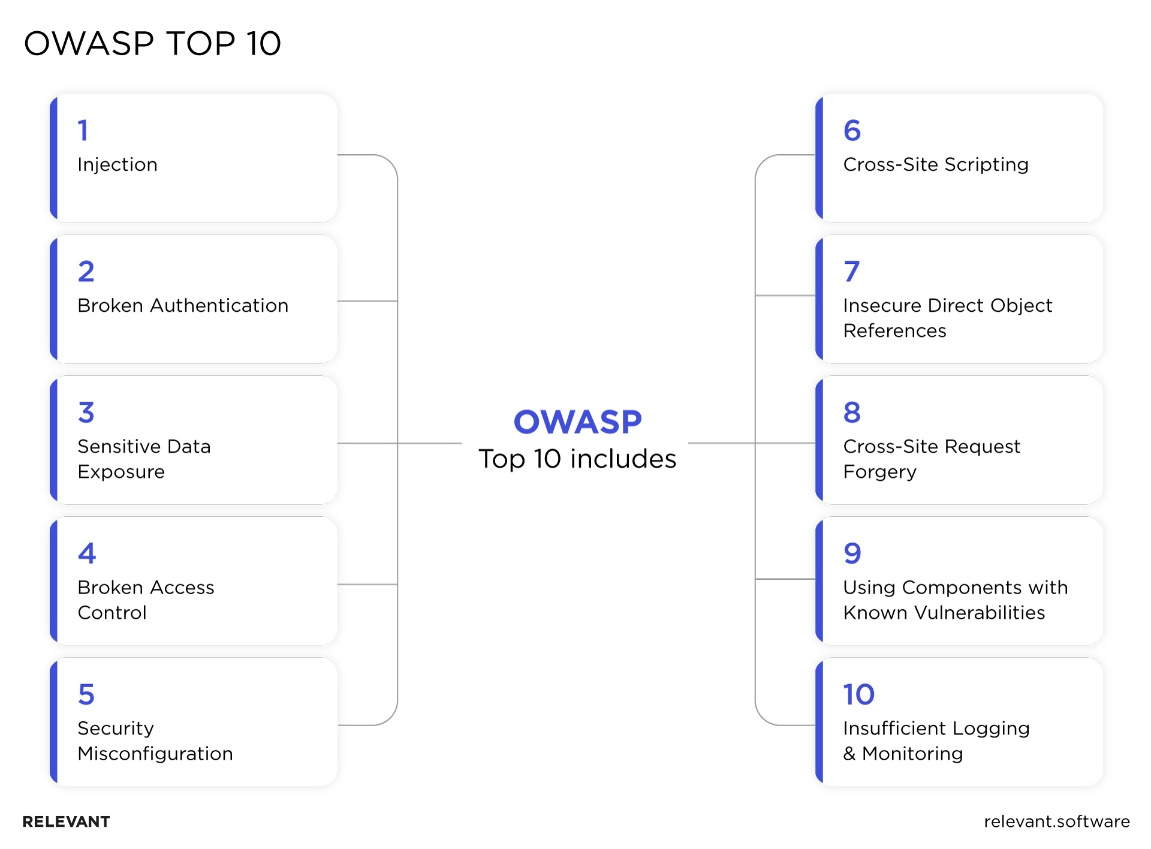 OWASP TOP 10
1
Injection
2
Broken Authentication
3
Sensitive Data
Exposure
4
Broken Access
Control
5
Security
Misconfiguration
OWASP
Top 10 includes
6
Cross-Site Scripting
7
Insecure Direct Object
References
8
Cross-Site Request
Forgery
9
Using Components with
Known Vulnerabilities
10
Insufficient Logging
& Monitoring
RELEVANT
relevant.software